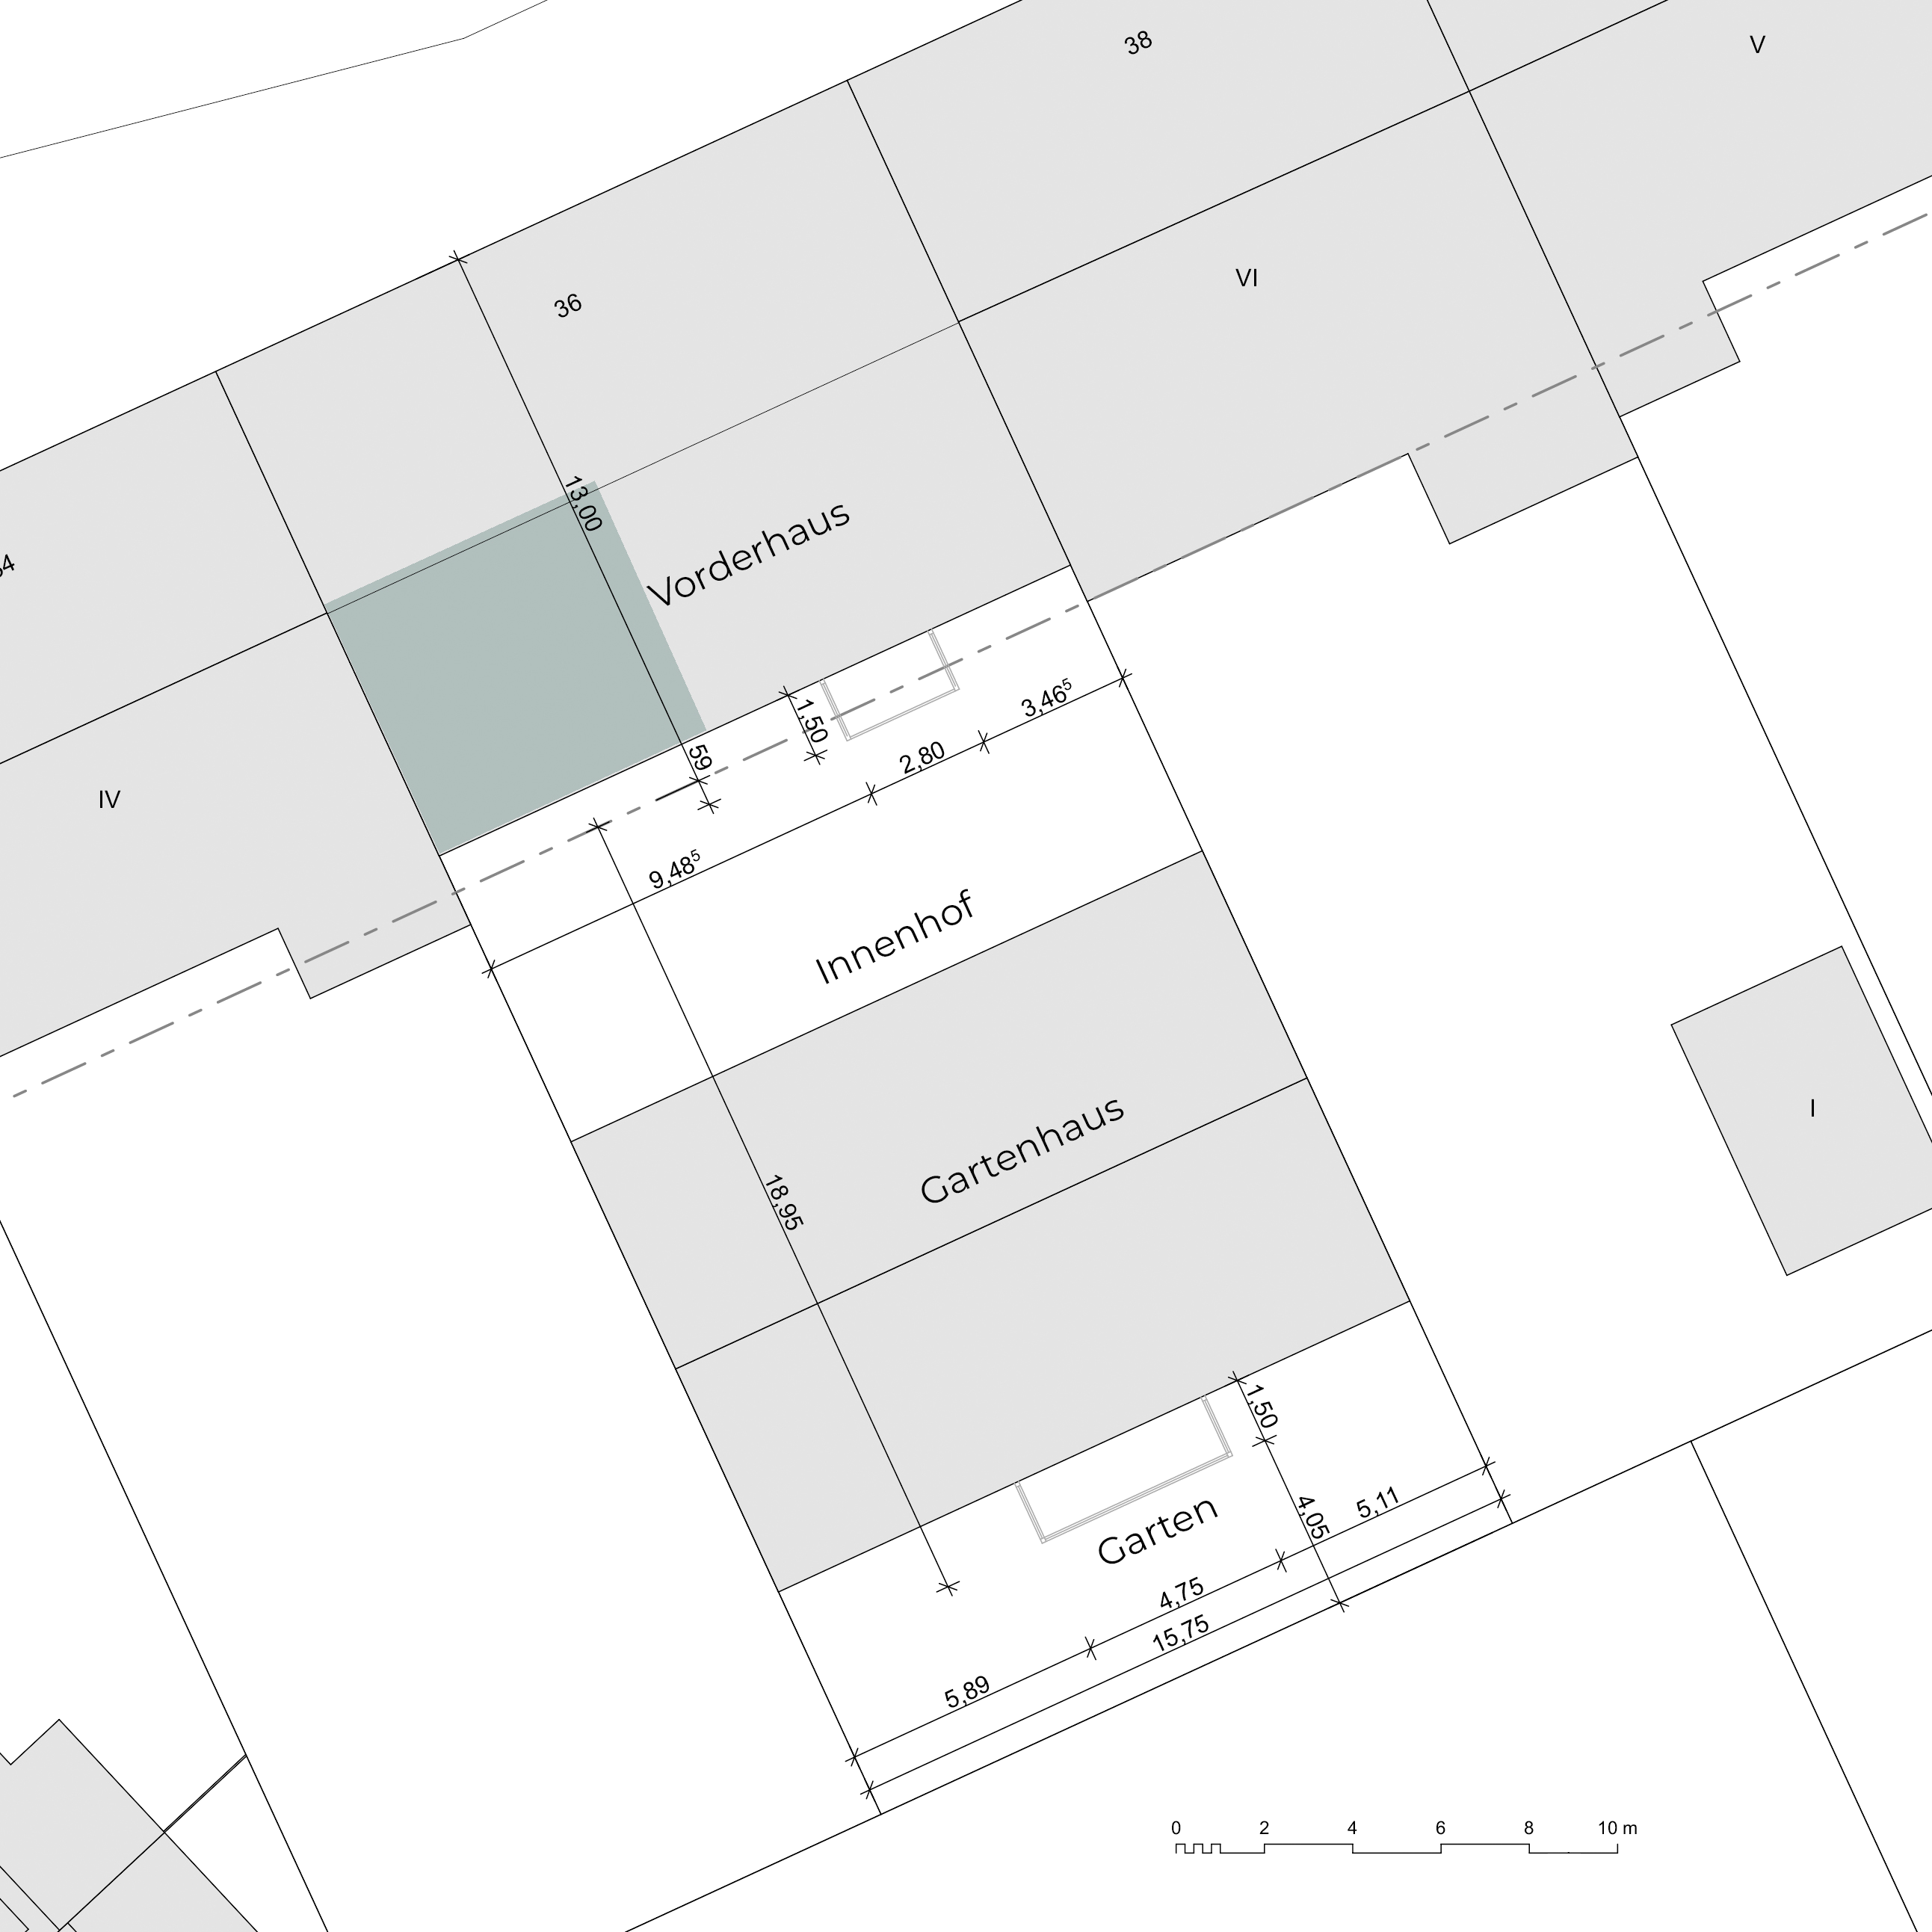 38
V
36
VI
13,00
Vorderhaus
34
IV
1,50
3,46⁵
59
2,80
9,48⁵
Innenhof
I
Gartenhaus
18,95
1,50
4,05
5,11
Garten
4,75
15,75
5,89
0 2 4 6 8 10 m